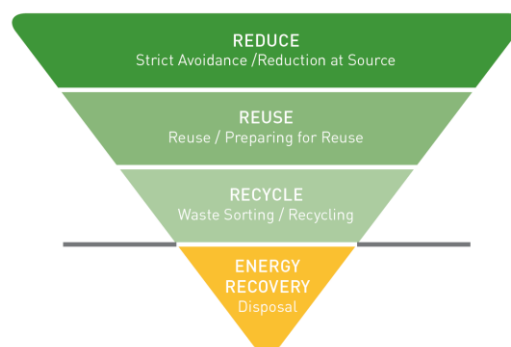 REDUCE
Strict Avoidance /Reduction at Source
REUSE
Reuse / Preparing for Reuse
RECYCLE
Waste Sorting / Recycling
ENERGY
RECOVERY
Disposal